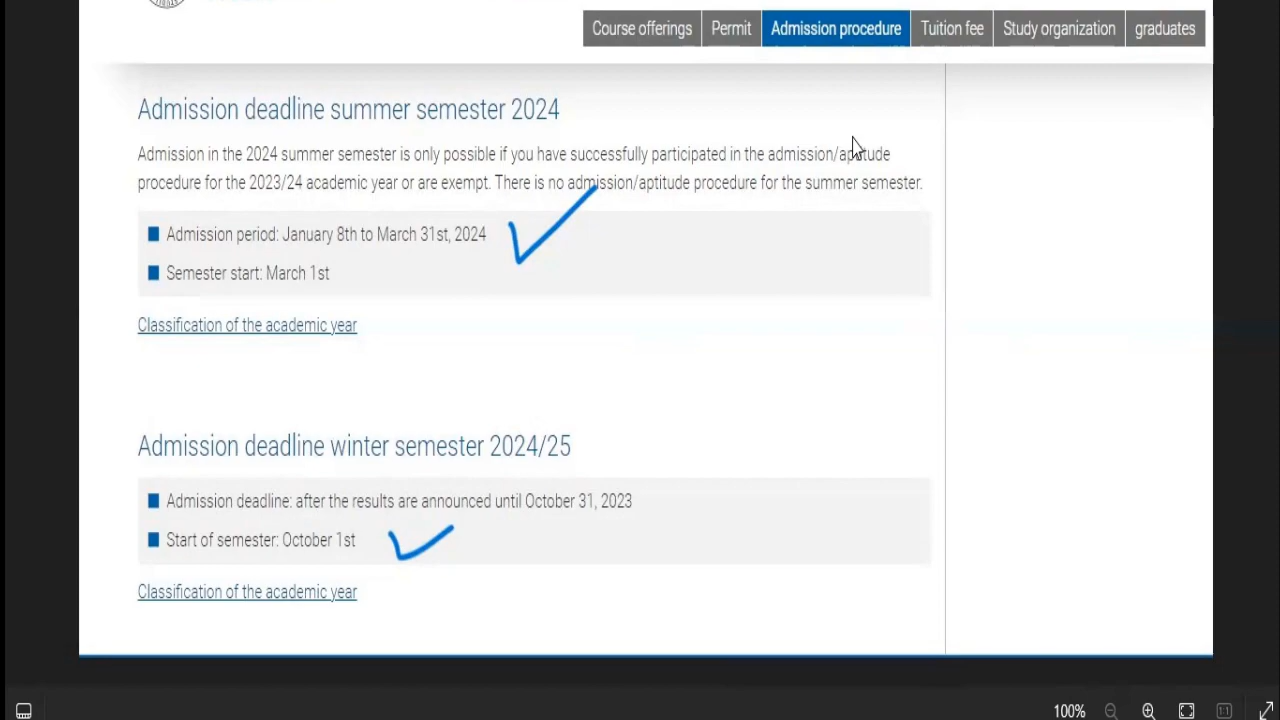 Course offerings Permit Admission procedure Tuition fee Study organization graduates
Admission deadline summer semester 2024
Admission in the 2024 summer semester is only possible if you have successfully participated in the admission/aptitude
procedure for the 2023/24 academic year or are exempt. There is no admission/aptitude procedure for the summer semester.
Admission period: January 8th to March 31st, 2024
Semester start: March 1st
Classification of the academic year
Admission deadline winter semester 2024/25
Admission deadline: after the results are announced until October 31, 2023
Start of semester: October 1st
Classification of the academic year
100%
1:1